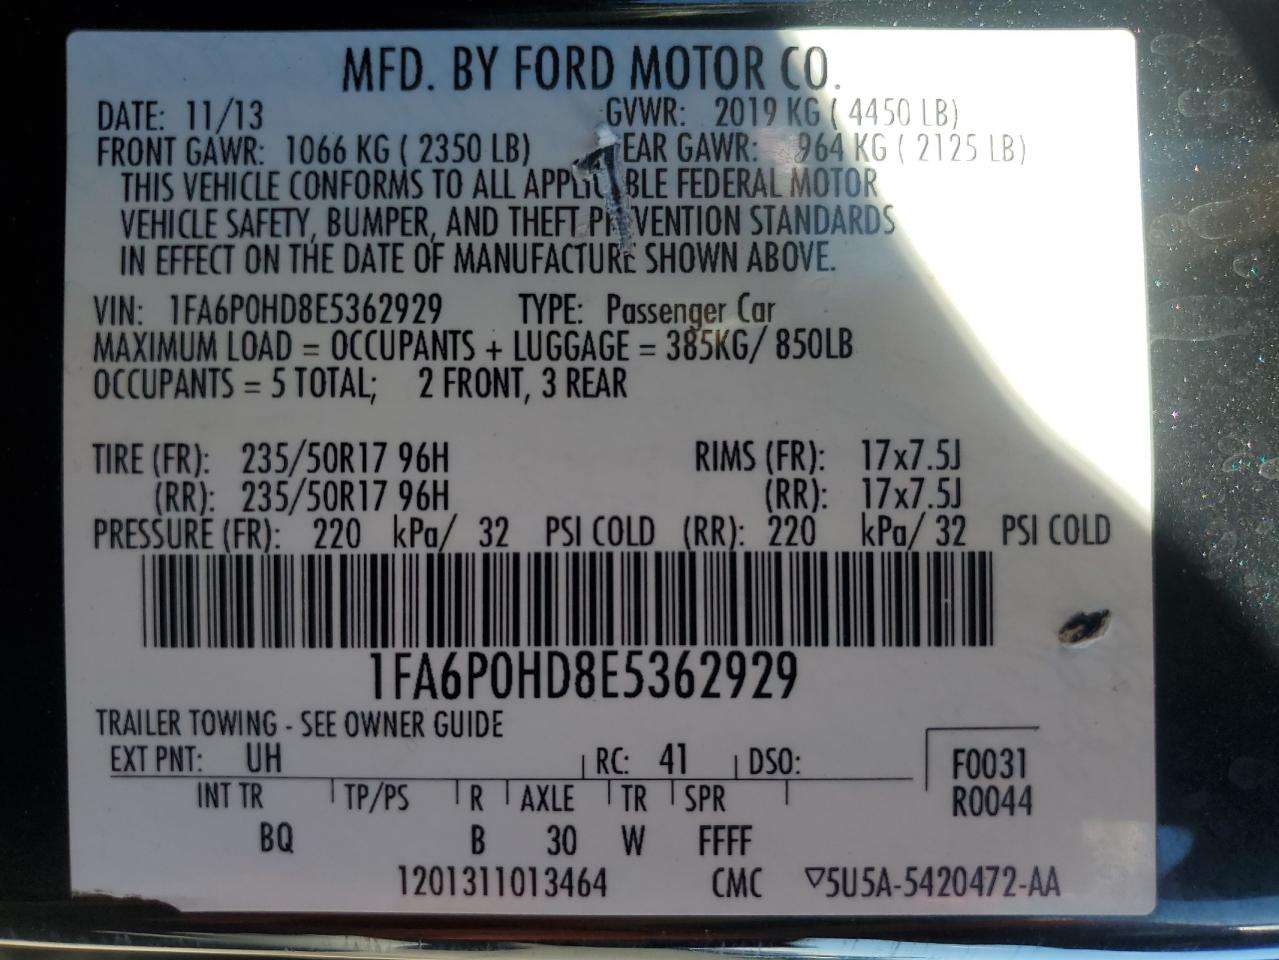 MFD. BY FORD MOTOR CO.
DATE: 11/13 GVWR: 2019 KG ( 4450 LB)
FRONT GAWR: 1066 KG ( 2350 LB) EAR GAWR: 964 KG ( 2125 LB)
THIS VEHICLE CONFORMS TO ALL FEDERAL MOTOR
VEHICLE SAFETY, BUMPER, AND THEFT STANDARDS
IN EFFECT ON THE DATE OF MANUFACTURE SHOWN ABOVE.
VIN: 1FA6P0HD8E5362929 TYPE: Passenger Car
MAXIMUM LOAD = OCCUPANTS + LUGGAGE = 385KG/ 850LB
OCCUPANTS = 5 TOTAL; 2 FRONT, 3 REAR
TIRE (FR): 235/50R17 96H RIMS (FR): 17x7.5J
(RR): 235/50R17 96H (RR): 17x7.5J
PRESSURE (FR): 220 kPa/ 32 PSI COLD (RR): 220 kPa/ 32 PSI COLD
1FA6P0HD8E5362929
TRAILER TOWING - SEE OWNER GUIDE
EXT PNT: UH RC: 41 DSO: F0031
INT TR TP/PS R AXLE TR SPR R0044
BQ B 30 W FFFF
1201311013464 CMC ▽5U5A-5420472-AA